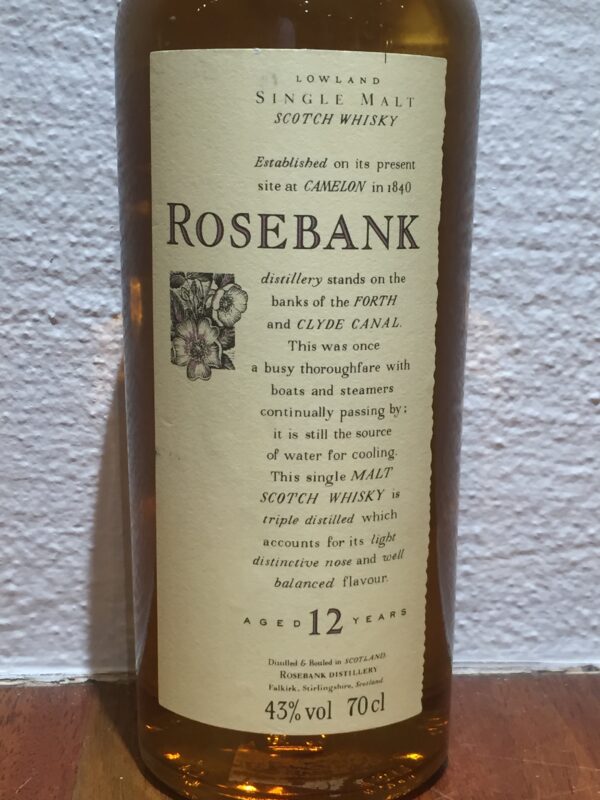 LOWLAND
SINGLE MALT
SCOTCH WHISKY
Established on its present
site at CAMELON in 1840
ROSEBANK
distillery stands on the
banks of the FORTH
and CLYDE CANAL.
This was once
a busy thoroughfare with
boats and steamers
continually passing by;
it is still the source
of water for cooling.
This single MALT
SCOTCH WHISKY is
triple distilled which
accounts for its light
distinctive nose and well
balanced flavour.
AGED 12 YEARS
Distilled & Bottled in SCOTLAND
ROSEBANK DISTILLERY
Falkirk, Stirlingshire, Scotland
43% vol 70cl